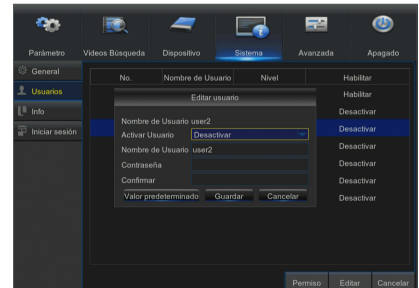 Parámetro Videos Búsqueda Dispositivo Sistema Avanzada Apagado
General
Usuarios
Info
Iniciar sesión
No. Nombre de Usuario Nivel Habilitar
Habilitar
Desactivar
Desactivar
Desactivar
Desactivar
Desactivar
Desactivar
Editar usuario
Nombre de Usuario user2
Activar Usuario Desactivar
Nombre de Usuario user2
Contraseña
Confirmar
Valor predeterminado Guardar Cancelar
Permiso Editar Cancelar